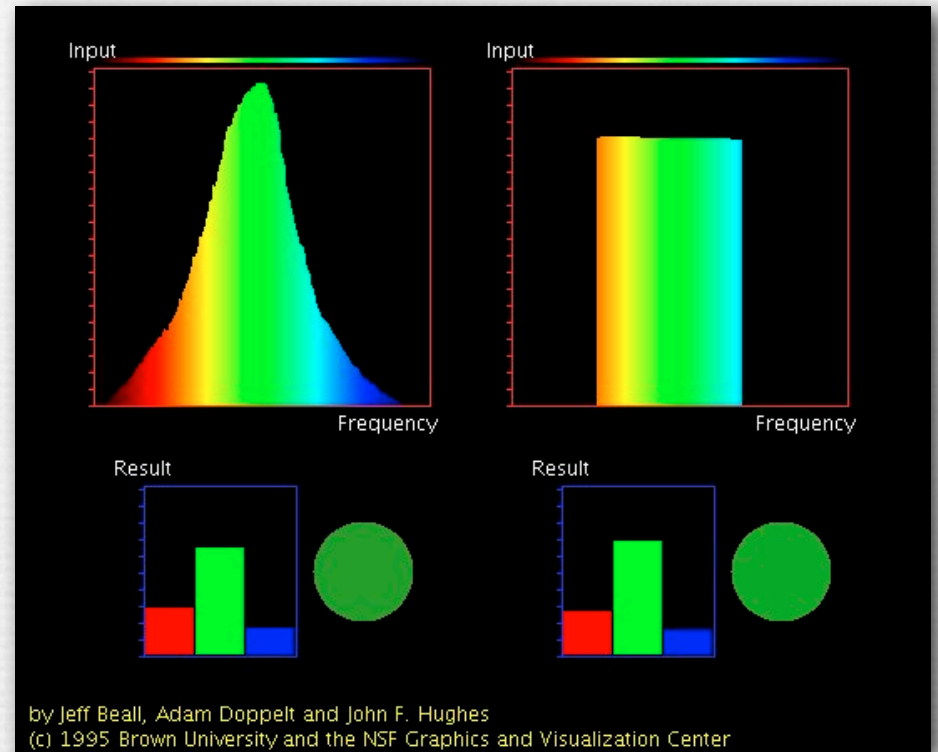 Input
Input
Frequency
Frequency
Result
Result
by Jeff Beall, Adam Doppelt and John F. Hughes
(c) 1995 Brown University and the NSF Graphics and Visualization Center